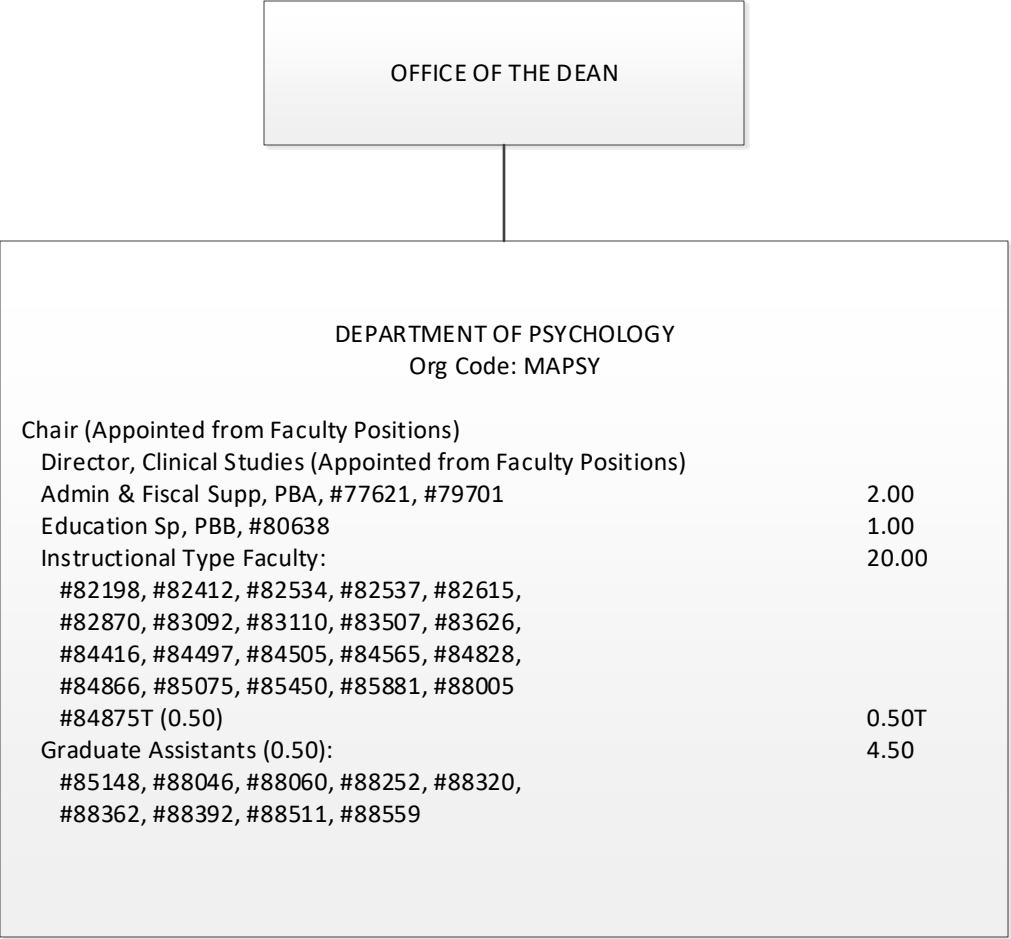 OFFICE OF THE DEAN
DEPARTMENT OF PSYCHOLOGY
Org Code: MAPSY
Chair (Appointed from Faculty Positions)
Director, Clinical Studies (Appointed from Faculty Positions)
Admin & Fiscal Supp, PBA, #77621, #79701 2.00
Education Sp, PBB, #80638 1.00
Instructional Type Faculty: 20.00
#82198, #82412, #82534, #82537, #82615,
#82870, #83092, #83110, #83507, #83626,
#84416, #84497, #84505, #84565, #84828,
#84866, #85075, #85450, #85881, #88005
#84875T (0.50) 0.50T
Graduate Assistants (0.50): 4.50
#85148, #88046, #88060, #88252, #88320,
#88362, #88392, #88511, #88559